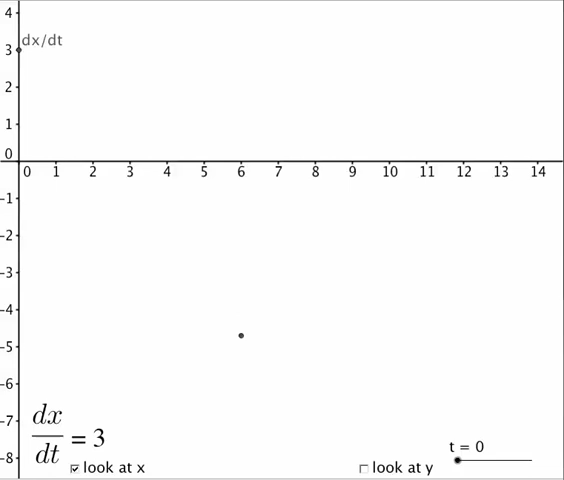 4
dx/dt
3
2
1
0
0 1 2 3 4 5 6 7 8 9 10 11 12 13 14
-1
-2
-3
-4
-5
-6
-7
dx/dt = 3
t = 0
-8
look at x
look at y